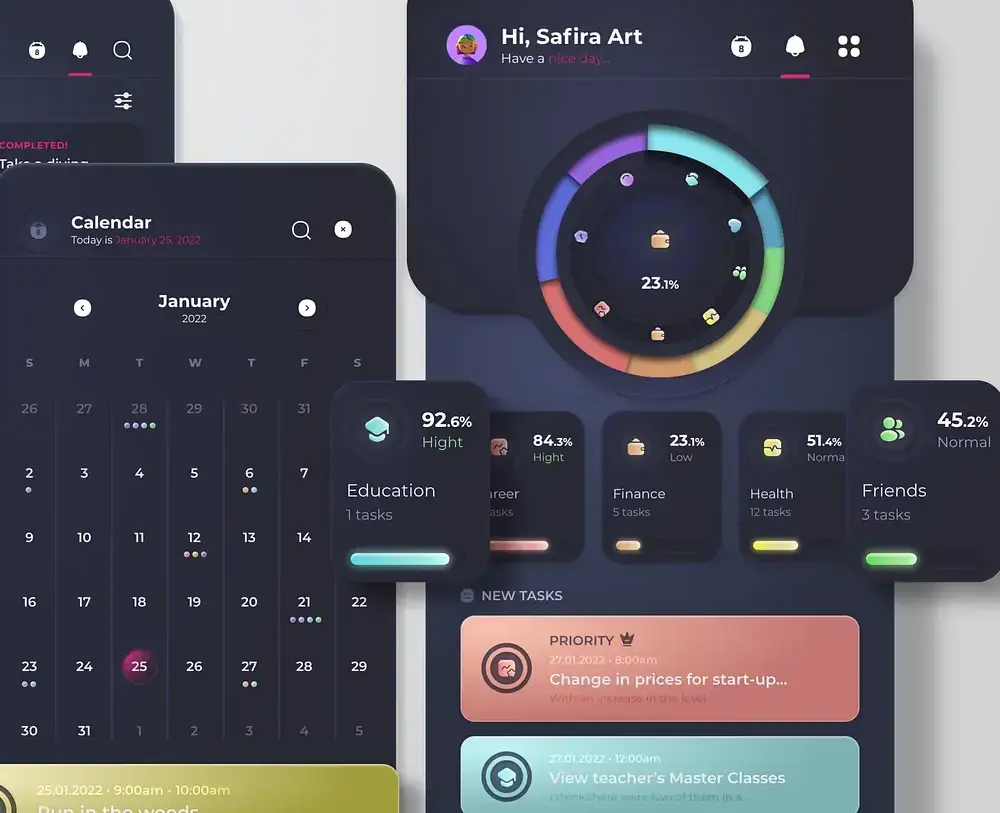 8
COMPLETED!
Take a diving
8
Calendar
Today is January 25, 2022
January
2022
S M T W T F S
26 27 28 29 30 31
2 3 4 5 6 7
9 10 11 12 13 14
16 17 18 19 20 21 22
23 24 25 26 27 28 29
30 31 1 2 3 4 5
25.01.2022 • 9:00am - 10:00am
Run in the woods
Hi, Safira Art
Have a nice day...
8
23.1%
92.6%
Hight
Education
1 tasks
84.3%
Hight
reer
asks
23.1%
Low
Finance
5 tasks
51.4%
Norma
Health
12 tasks
45.2%
Normal
Friends
3 tasks
NEW TASKS
PRIORITY
27.01.2022 • 8:00am
Change in prices for start-up...
With an increase in the level
27.01.2022 • 12:00am
View teacher's Master Classes
I think there were two of them in a...